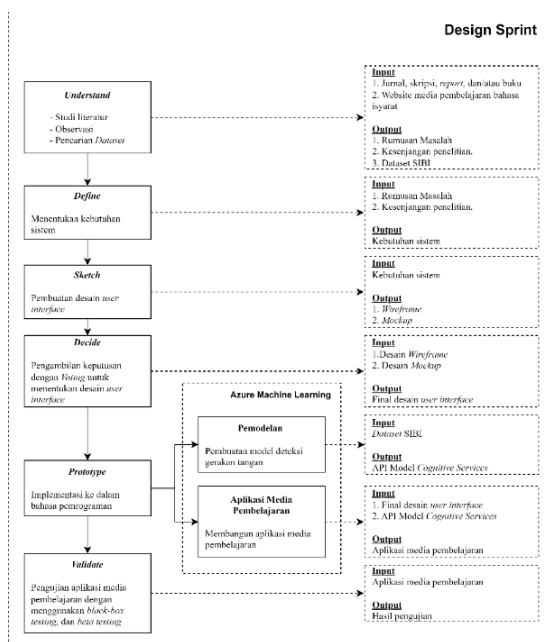 Design Sprint
Understand
- Studi literatur
- Observasi
- Pencarian Dataset
Input
1. Jurnal, skripsi, report, dan/atau buku
2. Website media pembelajaran bahasa
isyarat
Output
1. Rumusan Masalah
2. Kesenjangan penelitian.
3. Dataset SIBI
Define
Menentukan kebutuhan
sistem
Input
1. Rumusan Masalah
2. Kesenjangan penelitian.
Output
Kebutuhan sistem
Sketch
Pembuatan desain user
interface
Input
Kebutuhan sistem
Output
1. Wireframe
2. Mockup
Decide
Pengambilan keputusan
dengan Voting untuk
menentukan desain user
interface
Input
1.Desain Wireframe
2. Desain Mockup
Output
Final desain user interface
Azure Machine Learning
Pemodelan
Pembuatan model deteksi
gerakan tangan
Input
Dataset SIBI
Output
API Model Cognitive Services
Prototype
Implementasi ke dalam
bahasa pemrograman
Aplikasi Media
Pembelajaran
Membangun aplikasi media
pembelajaran
Input
1. Final desain user interface
2. API Model Cognitive Services
Output
Aplikasi media pembelajaran
Validate
Pengujian aplikasi media
pembelajaran dengan
menggunakan black-box
testing, dan beta testing
Input
Aplikasi media pembelajaran
Output
Hasil pengujian